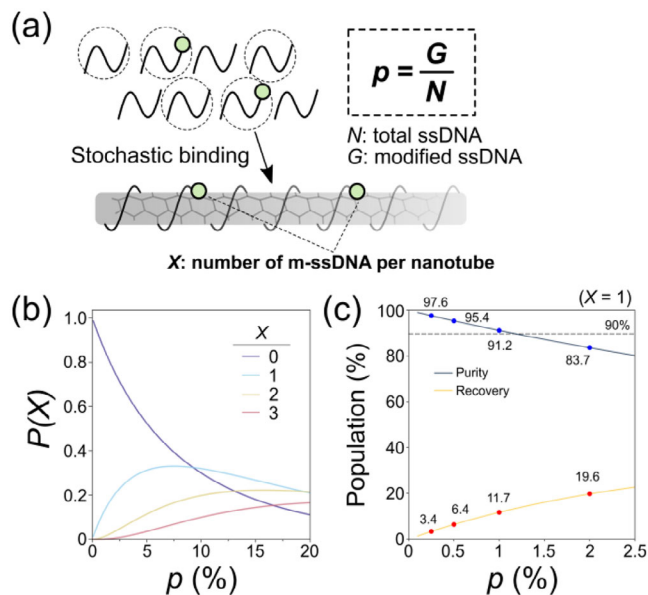 (a)
p = G
N
N: total ssDNA
G: modified ssDNA
Stochastic binding
X: number of m-ssDNA per nanotube
(b)
1.0
0.8
0.6
0.4
0.2
0
P(X)
X
0
1
2
3
0 5 10 15 20
p (%)
(c)
(X = 1)
100
80
60
40
20
0
Population (%)
97.6
95.4
91.2
83.7
90%
Purity
Recovery
3.4
6.4
11.7
19.6
0 0.5 1 1.5 2 2.5
p (%)